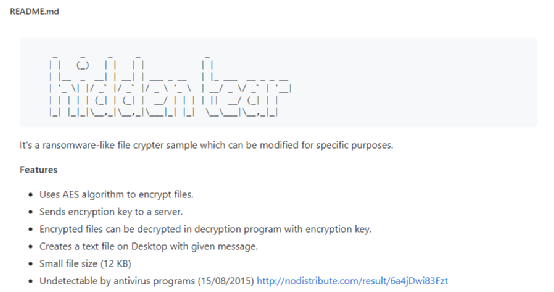 README.md
hidden tear
It's a ransomware-like file crypter sample which can be modified for specific purposes.
Features
• Uses AES algorithm to encrypt files.
• Sends encryption key to a server.
• Encrypted files can be decrypted in decryption program with encryption key.
• Creates a text file on Desktop with given message.
• Small file size (12 KB)
• Undetectable by antivirus programs (15/08/2015) http://nodistribute.com/result/6a4jDwi83Fzt